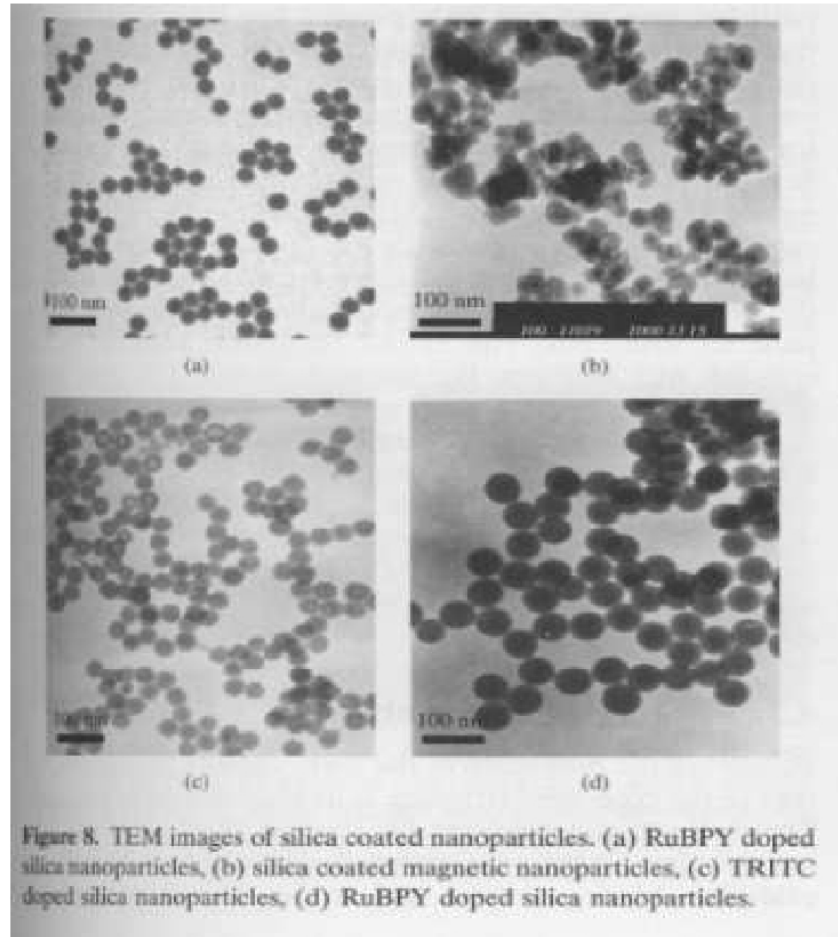 100 nm
100 nm
(a)
(b)
100 nm
(c)
(d)
Figure 8. TEM images of silica coated nanoparticles. (a) RuBPY doped
silica nanoparticles, (b) silica coated magnetic nanoparticles, (c) TRITC
doped silica nanoparticles, (d) RuBPY doped silica nanoparticles.